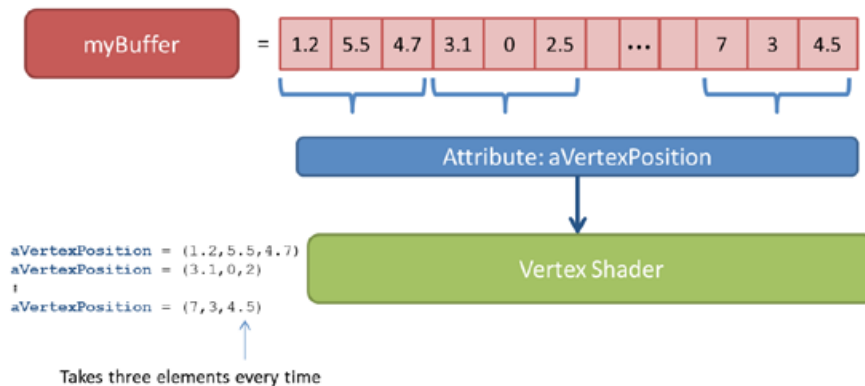 myBuffer = 1.2 5.5 4.7 3.1 0 2.5 ... 7 3 4.5
Attribute: aVertexPosition
Vertex Shader
aVertexPosition = (1.2,5.5,4.7)
aVertexPosition = (3.1,0,2)
⋮
aVertexPosition = (7,3,4.5)
Takes three elements every time